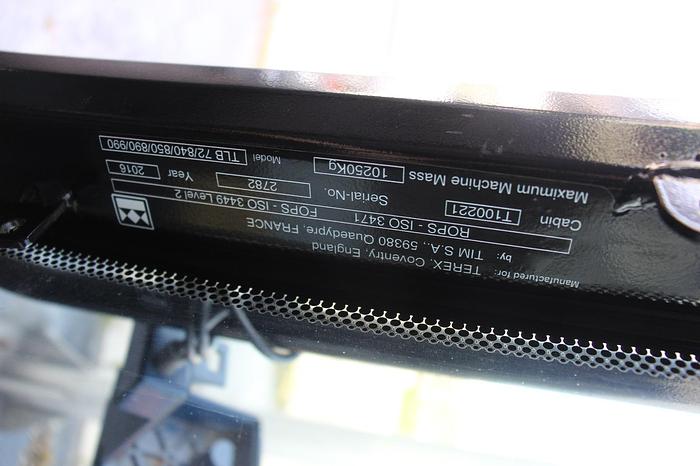 Manufactured for: TEREX, Coventry, England
by: TIM S.A., 59380 Quaedypre, FRANCE
ROPS - ISO 3471 FOPS - ISO 3449 Level 2
Cabin T100221 Serial-No. 2782 Year 2016
Maximum Machine Mass 10250Kg Model TLB 72/840/850/890/990